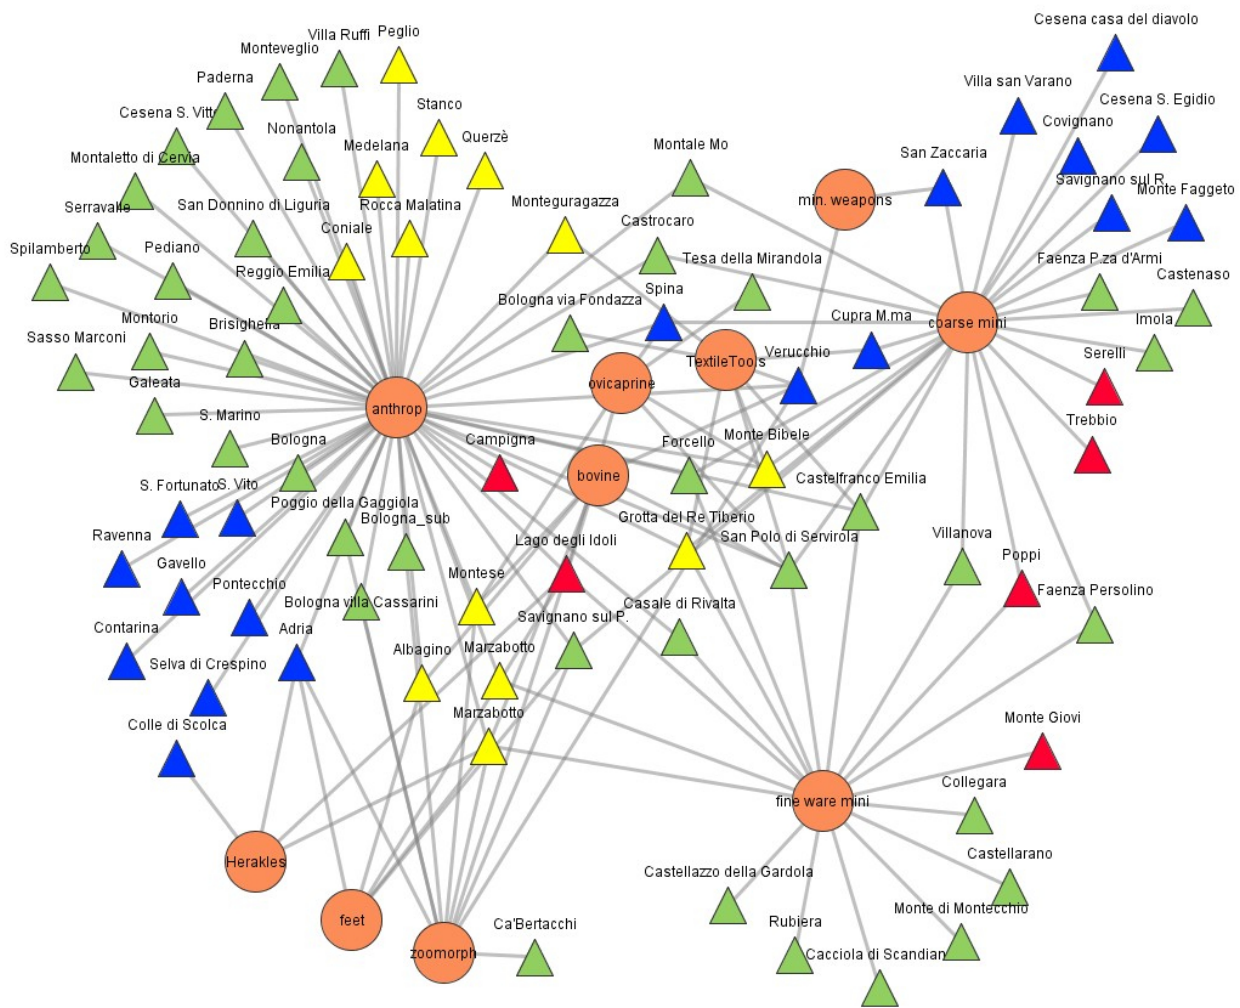 Cesena casa del diavolo
Villa Ruffi
Peglio
Monteveglio
Paderna
Villa san Varano
Cesena S. Egidio
Stanco
Cesena S. Vitt
Nonantola
Querzè
Covignano
Medelana
Montale Mo
San Zaccaria
Montaletto di Cervia
Savignano sul R.
Monte Faggeto
min. weapons
Serravalle
San Donnino di Liguria
Rocca Malatina
Monteguragazza
Castrocaro
Coniale
Spilamberto
Pediano
Tesa della Mirandola
Faenza P.za d'Armi
Castenaso
Reggio Emilia
Bologna via Fondazza
Spina
Montorio
Brisighella
Cupra M.ma
coarse mini
Imola
Sasso Marconi
TextileTools
Verucchio
Serelli
Galeata
ovicaprine
anthrop
S. Marino
Trebbio
Bologna
Campigna
Forcello
Monte Bibele
bovine
Castelfranco Emilia
S. Fortunato
S. Vito
Poggio della Gaggiola
Bologna_sub
Grotta del Re Tiberio
San Polo di Servirola
Villanova
Ravenna
Lago degli Idoli
Poppi
Gavello
Montese
Pontecchio
Bologna villa Cassarini
Savignano sul P.
Casale di Rivalta
Faenza Persolino
Contarina
Adria
Albagino
Marzabotto
Selva di Crespino
Marzabotto
Colle di Scolca
Monte Giovi
fine ware mini
Collegara
Herakles
Castellazzo della Gardola
Castellarano
feet
Rubiera
Monte di Montecchio
Ca'Bertacchi
zoomorph
Cacciola di Scandian